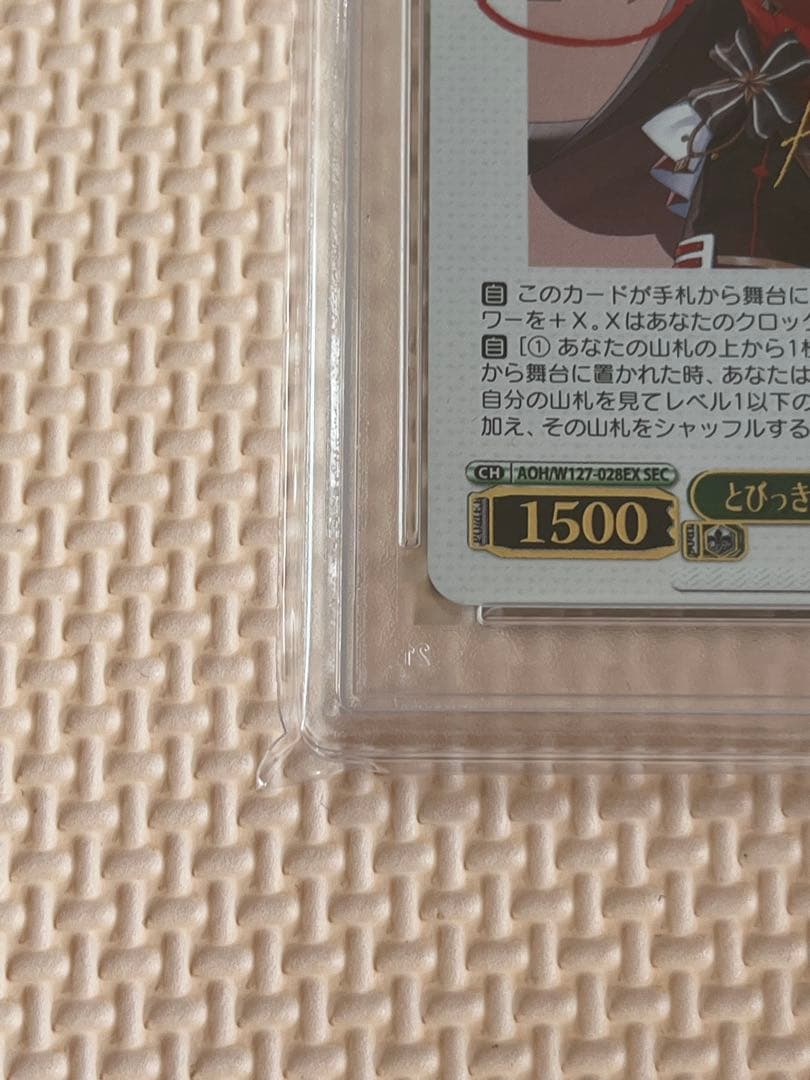 自 このカードが手札から舞台に
ワーを＋X。Xはあなたのクロック
自 [① あなたの山札の上から1枚
から舞台に置かれた時、あなたは
自分の山札を見てレベル1以下の
加え、その山札をシャッフルする
CH AOH/W127-028EX SEC
とびっき
POWER 1500
21